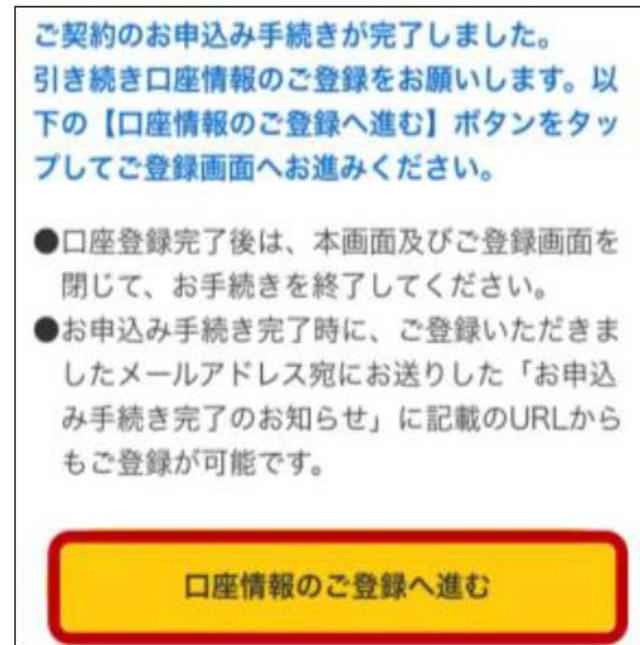 ご契約のお申込み手続きが完了しました。
引き続き口座情報のご登録をお願いします。以
下の【口座情報のご登録へ進む】ボタンをタッ
プしてご登録画面へお進みください。
●口座登録完了後は、本画面及びご登録画面を
閉じて、お手続きを終了してください。
●お申込み手続き完了時に、ご登録いただきま
したメールアドレス宛にお送りした「お申込
み手続き完了のお知らせ」に記載のURLから
もご登録が可能です。
口座情報のご登録へ進む